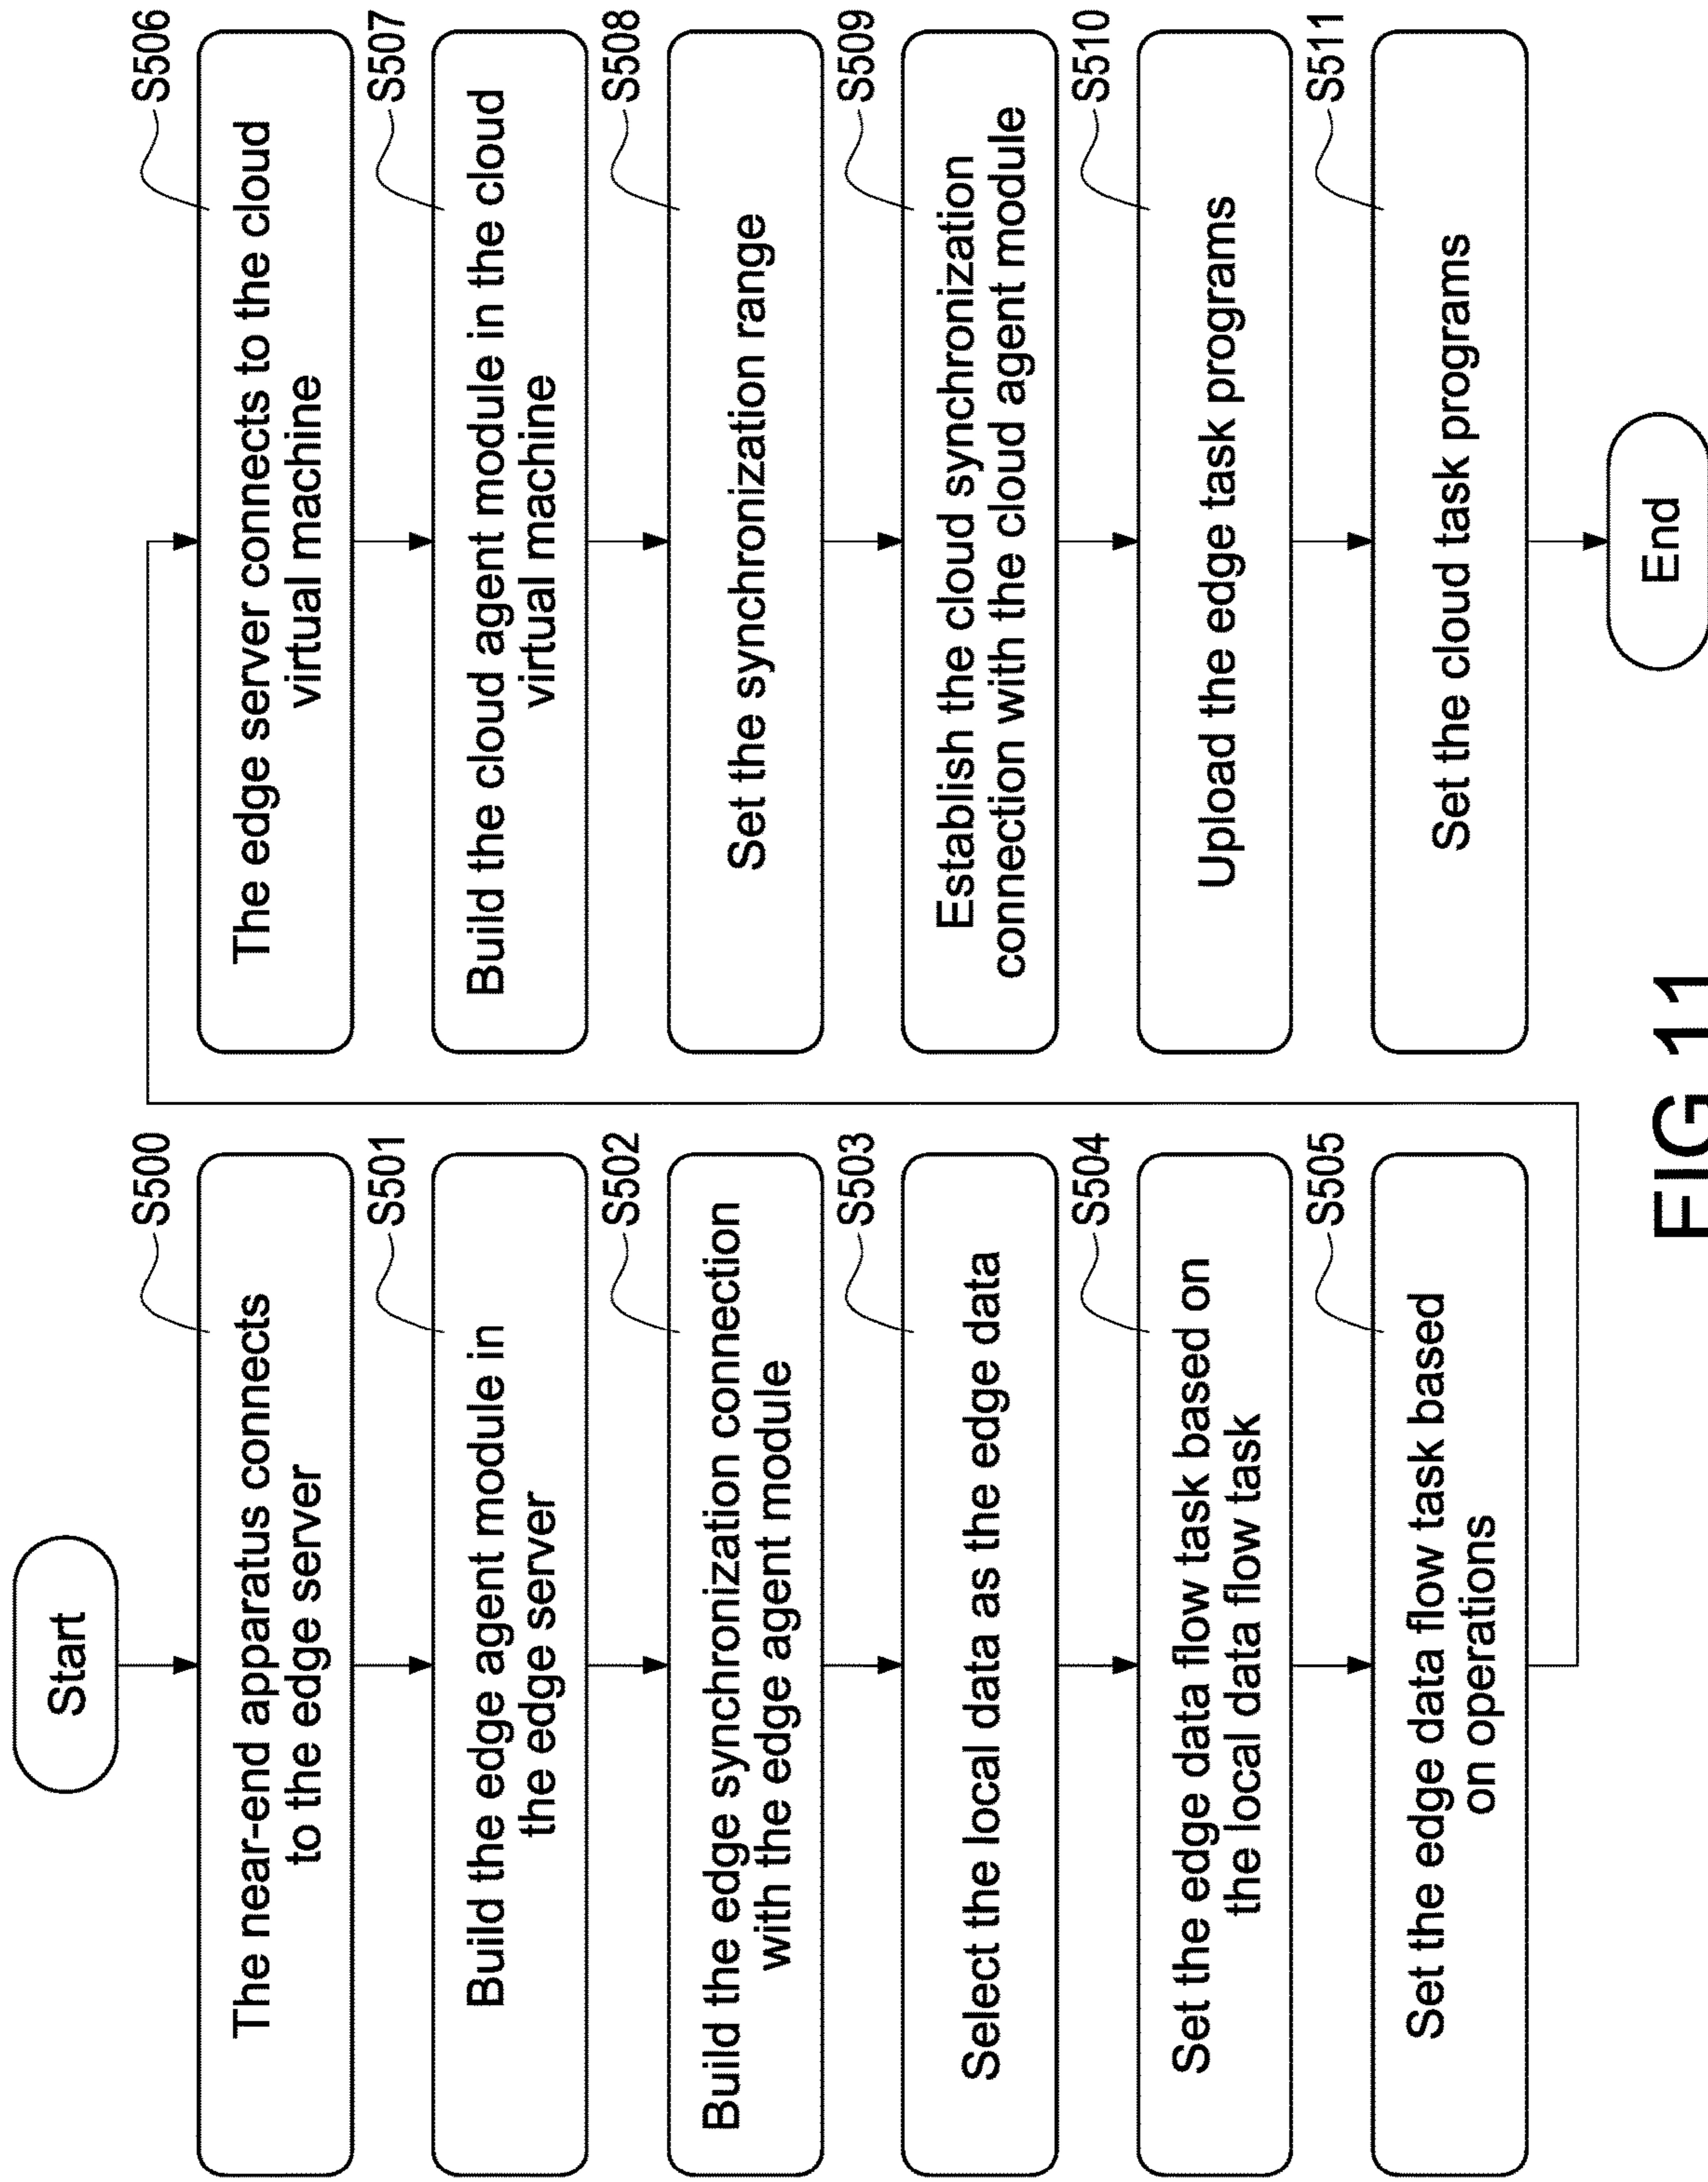 Start
S500
The near-end apparatus connects
to the edge server
S501
Build the edge agent module in
the edge server
S502
Build the edge synchronization connection
with the edge agent module
S503
Select the local data as the edge data
S504
Set the edge data flow task based on
the local data flow task
S505
Set the edge data flow task based
on operations
S506
The edge server connects to the cloud
virtual machine
S507
Build the cloud agent module in the cloud
virtual machine
S508
Set the synchronization range
S509
Establish the cloud synchronization
connection with the cloud agent module
S510
Upload the edge task programs
S511
Set the cloud task programs
End
FIG.11